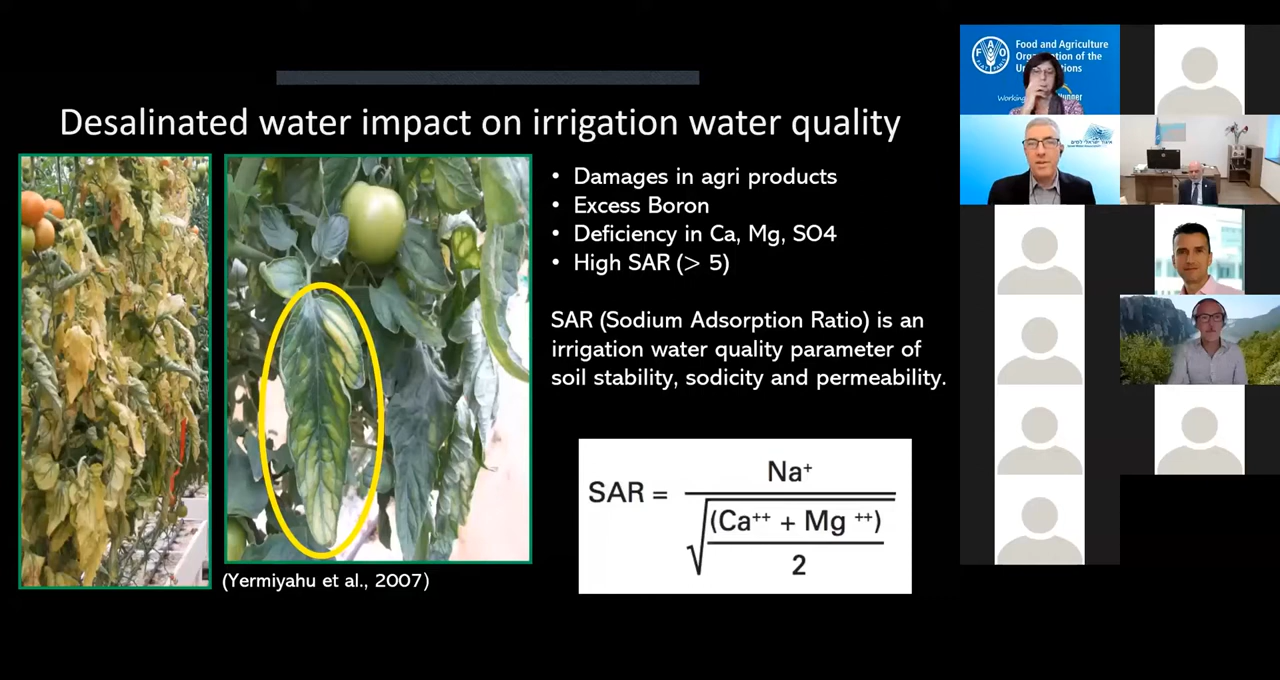 Desalinated water impact on irrigation water quality
• Damages in agri products
• Excess Boron
• Deficiency in Ca, Mg, SO4
• High SAR (> 5)
SAR (Sodium Adsorption Ratio) is an
irrigation water quality parameter of
soil stability, sodicity and permeability.
SAR =
Na⁺
√
(Ca⁺⁺ + Mg ⁺⁺)
2
(Yermiyahu et al., 2007)
FAO
Food and Agriculture
Organization of the
Nations
Working